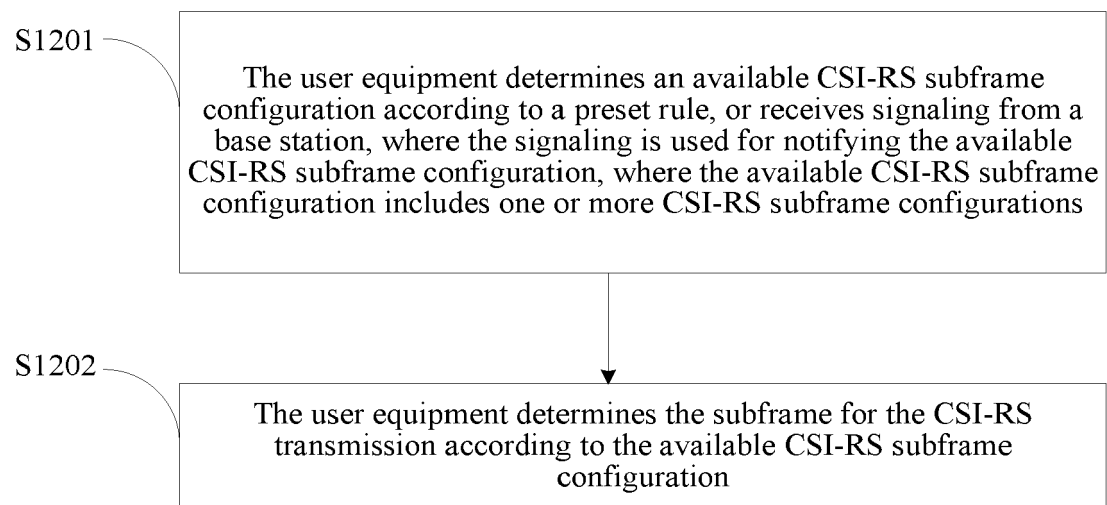 S1201
The user equipment determines an available CSI-RS subframe
configuration according to a preset rule, or receives signaling from a
base station, where the signaling is used for notifying the available
CSI-RS subframe configuration, where the available CSI-RS subframe
configuration includes one or more CSI-RS subframe configurations
S1202
The user equipment determines the subframe for the CSI-RS
transmission according to the available CSI-RS subframe
configuration